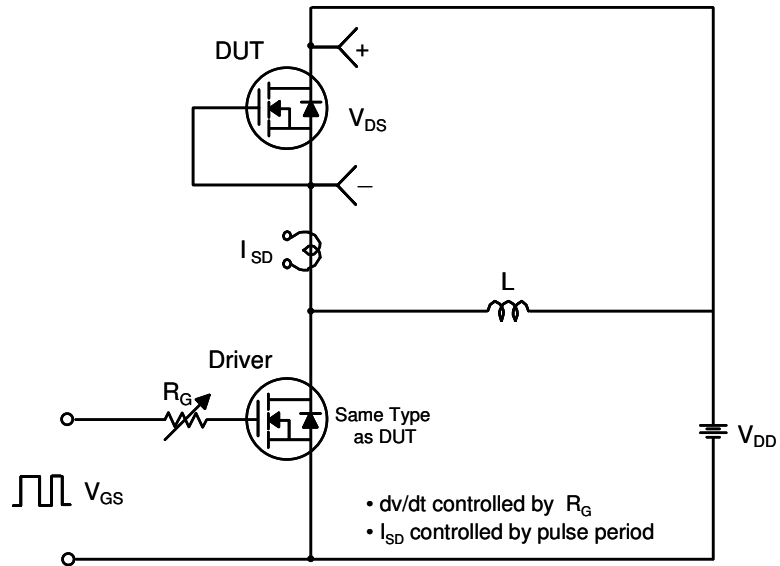 DUT
+
V_DS
–
I_SD
L
Driver
R_G
Same Type
as DUT
V_DD
V_GS
• dv/dt controlled by R_G
• I_SD controlled by pulse period